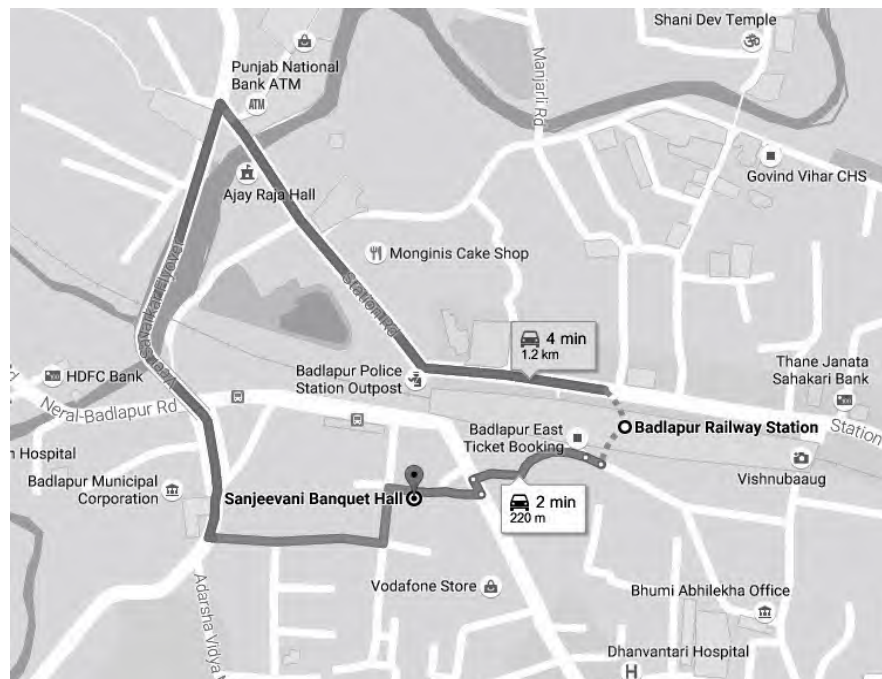 Shani Dev Temple
Punjab National
Bank ATM
ATM
Manjarli Rd
Govind Vihar CHS
Ajay Raja Hall
Monginis Cake Shop
Station Rd
4 min
1.2 km
HDFC Bank
Badlapur Police
Station Outpost
Thane Janata
Sahakari Bank
Neral-Badlapur Rd
Badlapur East
Ticket Booking
Badlapur Railway Station
Station
n Hospital
Badlapur Municipal
Corporation
Sanjeevani Banquet Hall
2 min
220 m
Vishnubaaug
Vodafone Store
Bhumi Abhilekha Office
Adarsha Vidya
Dhanvantari Hospital
H